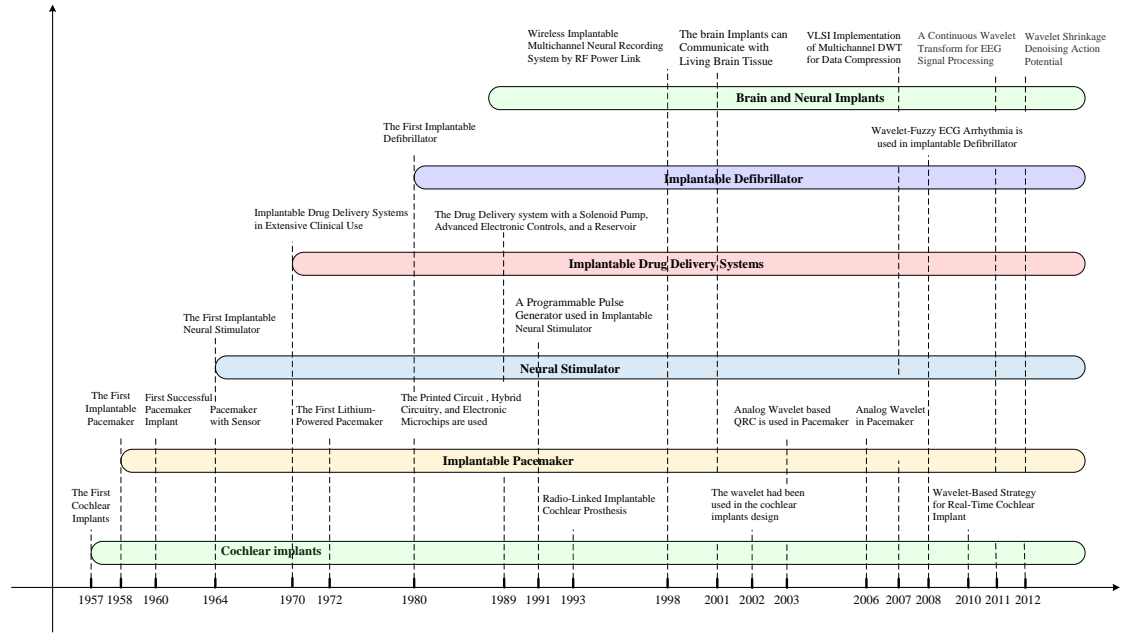 Wireless Implantable
Multichannel Neural Recording
System by RF Power Link
The brain Implants can
Communicate with
Living Brain Tissue
VLSI Implementation
of Multichannel DWT
for Data Compression
A Continuous Wavelet
Transform for EEG
Signal Processing
Wavelet Shrinkage
Denoising Action
Potential
Brain and Neural Implants
The First Implantable
Defibrillator
Wavelet-Fuzzy ECG Arrhythmia is
used in implantable Defibrillator
Implantable Defibrillator
Implantable Drug Delivery Systems
in Extensive Clinical Use
The Drug Delivery system with a Solenoid Pump,
Advanced Electronic Controls, and a Reservoir
Implantable Drug Delivery Systems
The First Implantable
Neural Stimulator
A Programmable Pulse
Generator used in Implantable
Neural Stimulator
Neural Stimulator
The First
Implantable
Pacemaker
First Successful
Pacemaker
Implant
Pacemaker
with Sensor
The First Lithium-
Powered Pacemaker
The Printed Circuit , Hybrid
Circuitry, and Electronic
Microchips are used
Analog Wavelet based
QRC is used in Pacemaker
Analog Wavelet
in Pacemaker
Implantable Pacemaker
The First
Cochlear
Implants
Radio-Linked Implantable
Cochlear Prosthesis
The wavelet had been
used in the cochlear
implants design
Wavelet-Based Strategy
for Real-Time Cochlear
Implant
Cochlear implants
1957 1958 1960 1964 1970 1972 1980 1989 1991 1993 1998 2001 2002 2003 2006 2007 2008 2010 2011 2012